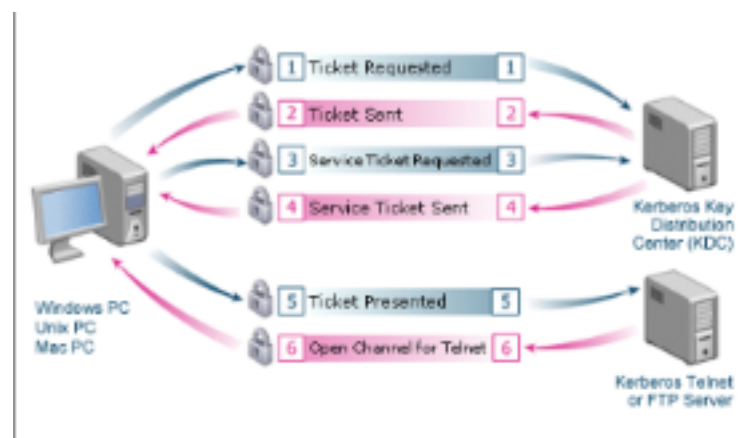 1 Ticket Requested 1
2 Ticket Sent 2
3 Service Ticket Requested 3
4 Service Ticket Sent 4
Kerberos Key
Distribution
Center (KDC)
Windows PC
Unix PC
Mac PC
5 Ticket Presented 5
6 Open Channel for Telnet 6
Kerberos Telnet
or FTP Server